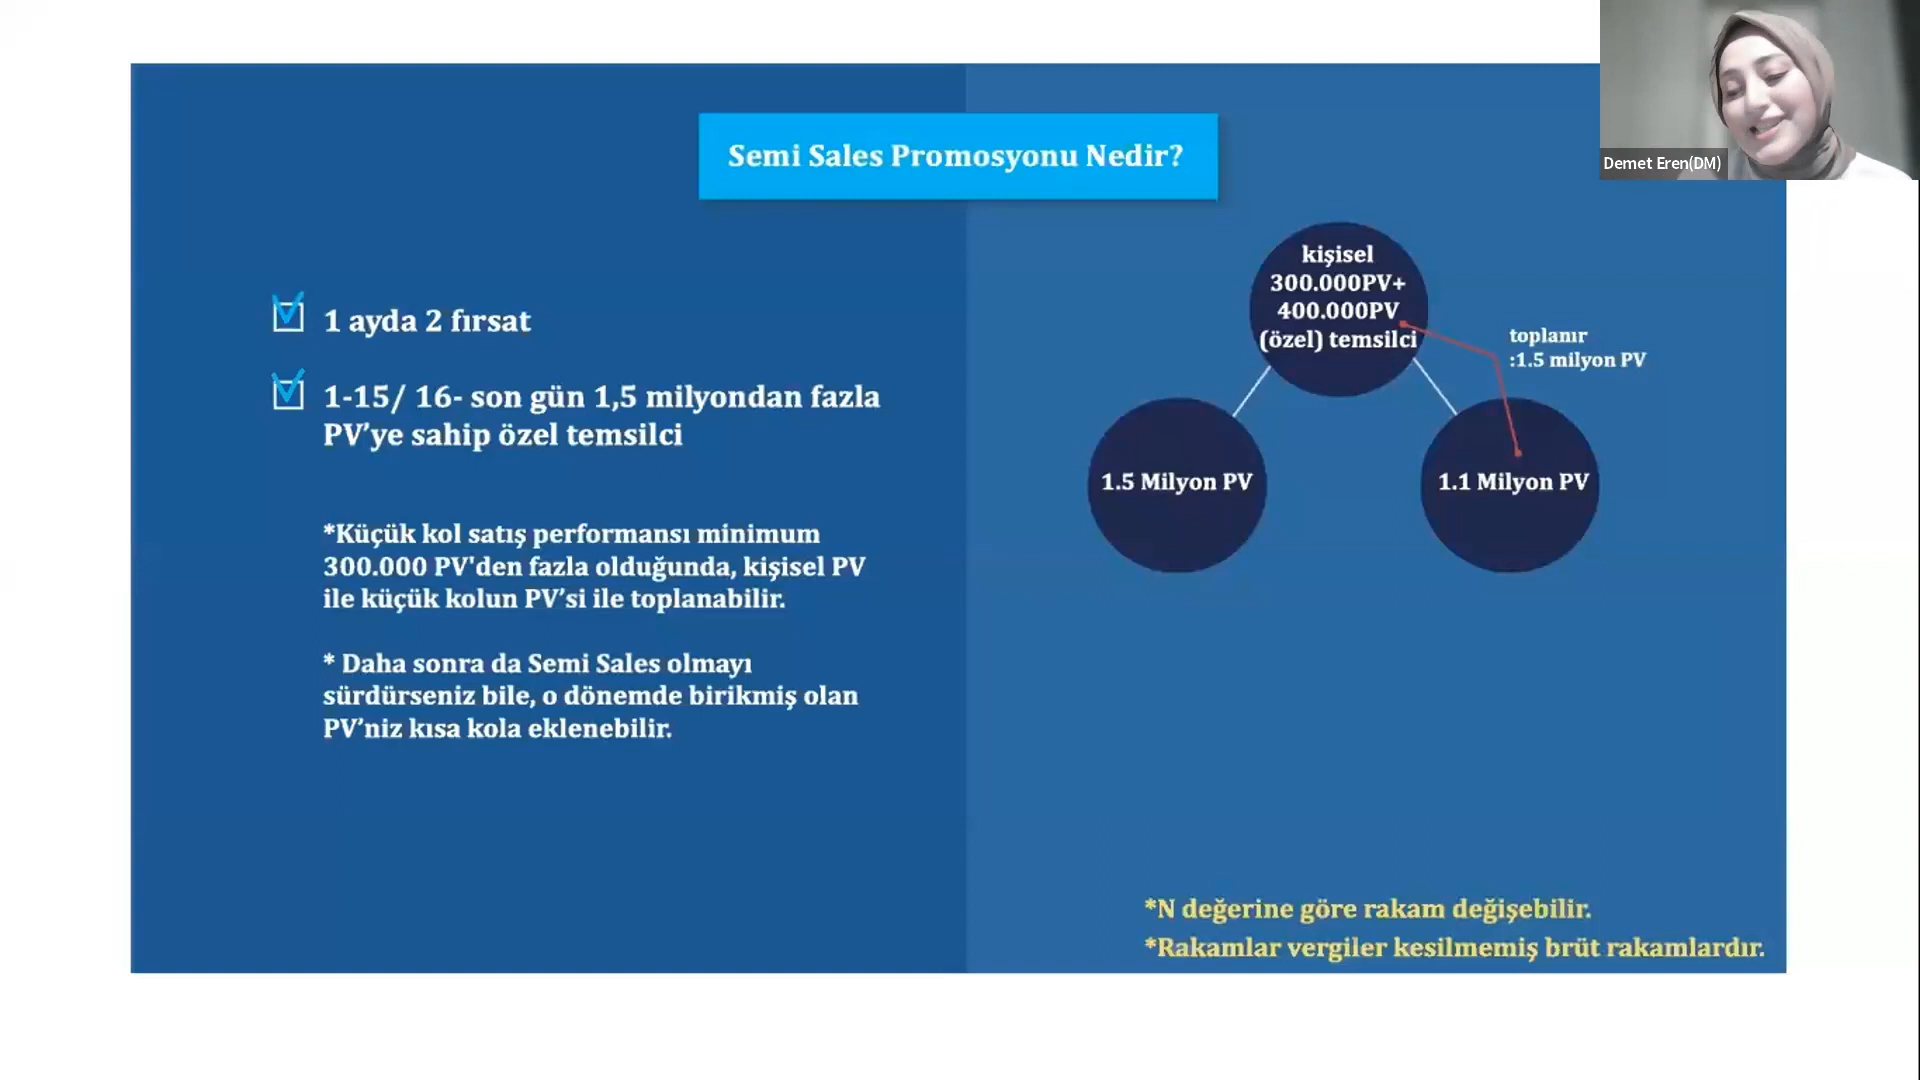 Semi Sales Promosyonu Nedir?
Demet Eren(DM)
1 ayda 2 fırsat
1-15/ 16- son gün 1,5 milyondan fazla
PV’ye sahip özel temsilci
*Küçük kol satış performansı minimum
300.000 PV'den fazla olduğunda, kişisel PV
ile küçük kolun PV’si ile toplanabilir.
* Daha sonra da Semi Sales olmayı
sürdürseniz bile, o dönemde birikmiş olan
PV’niz kısa kola eklenebilir.
kişisel
300.000PV+
400.000PV
(özel) temsilci
toplanır
:1.5 milyon PV
1.5 Milyon PV
1.1 Milyon PV
*N değerine göre rakam değişebilir.
*Rakamlar vergiler kesilmemiş brüt rakamlardır.